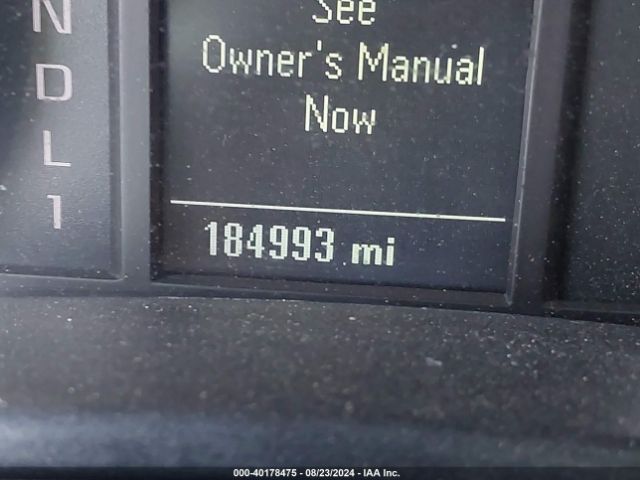 N
D
L
1
See
Owner's Manual
Now
184993 mi
000-40178475 - 08/23/2024 - IAA Inc.